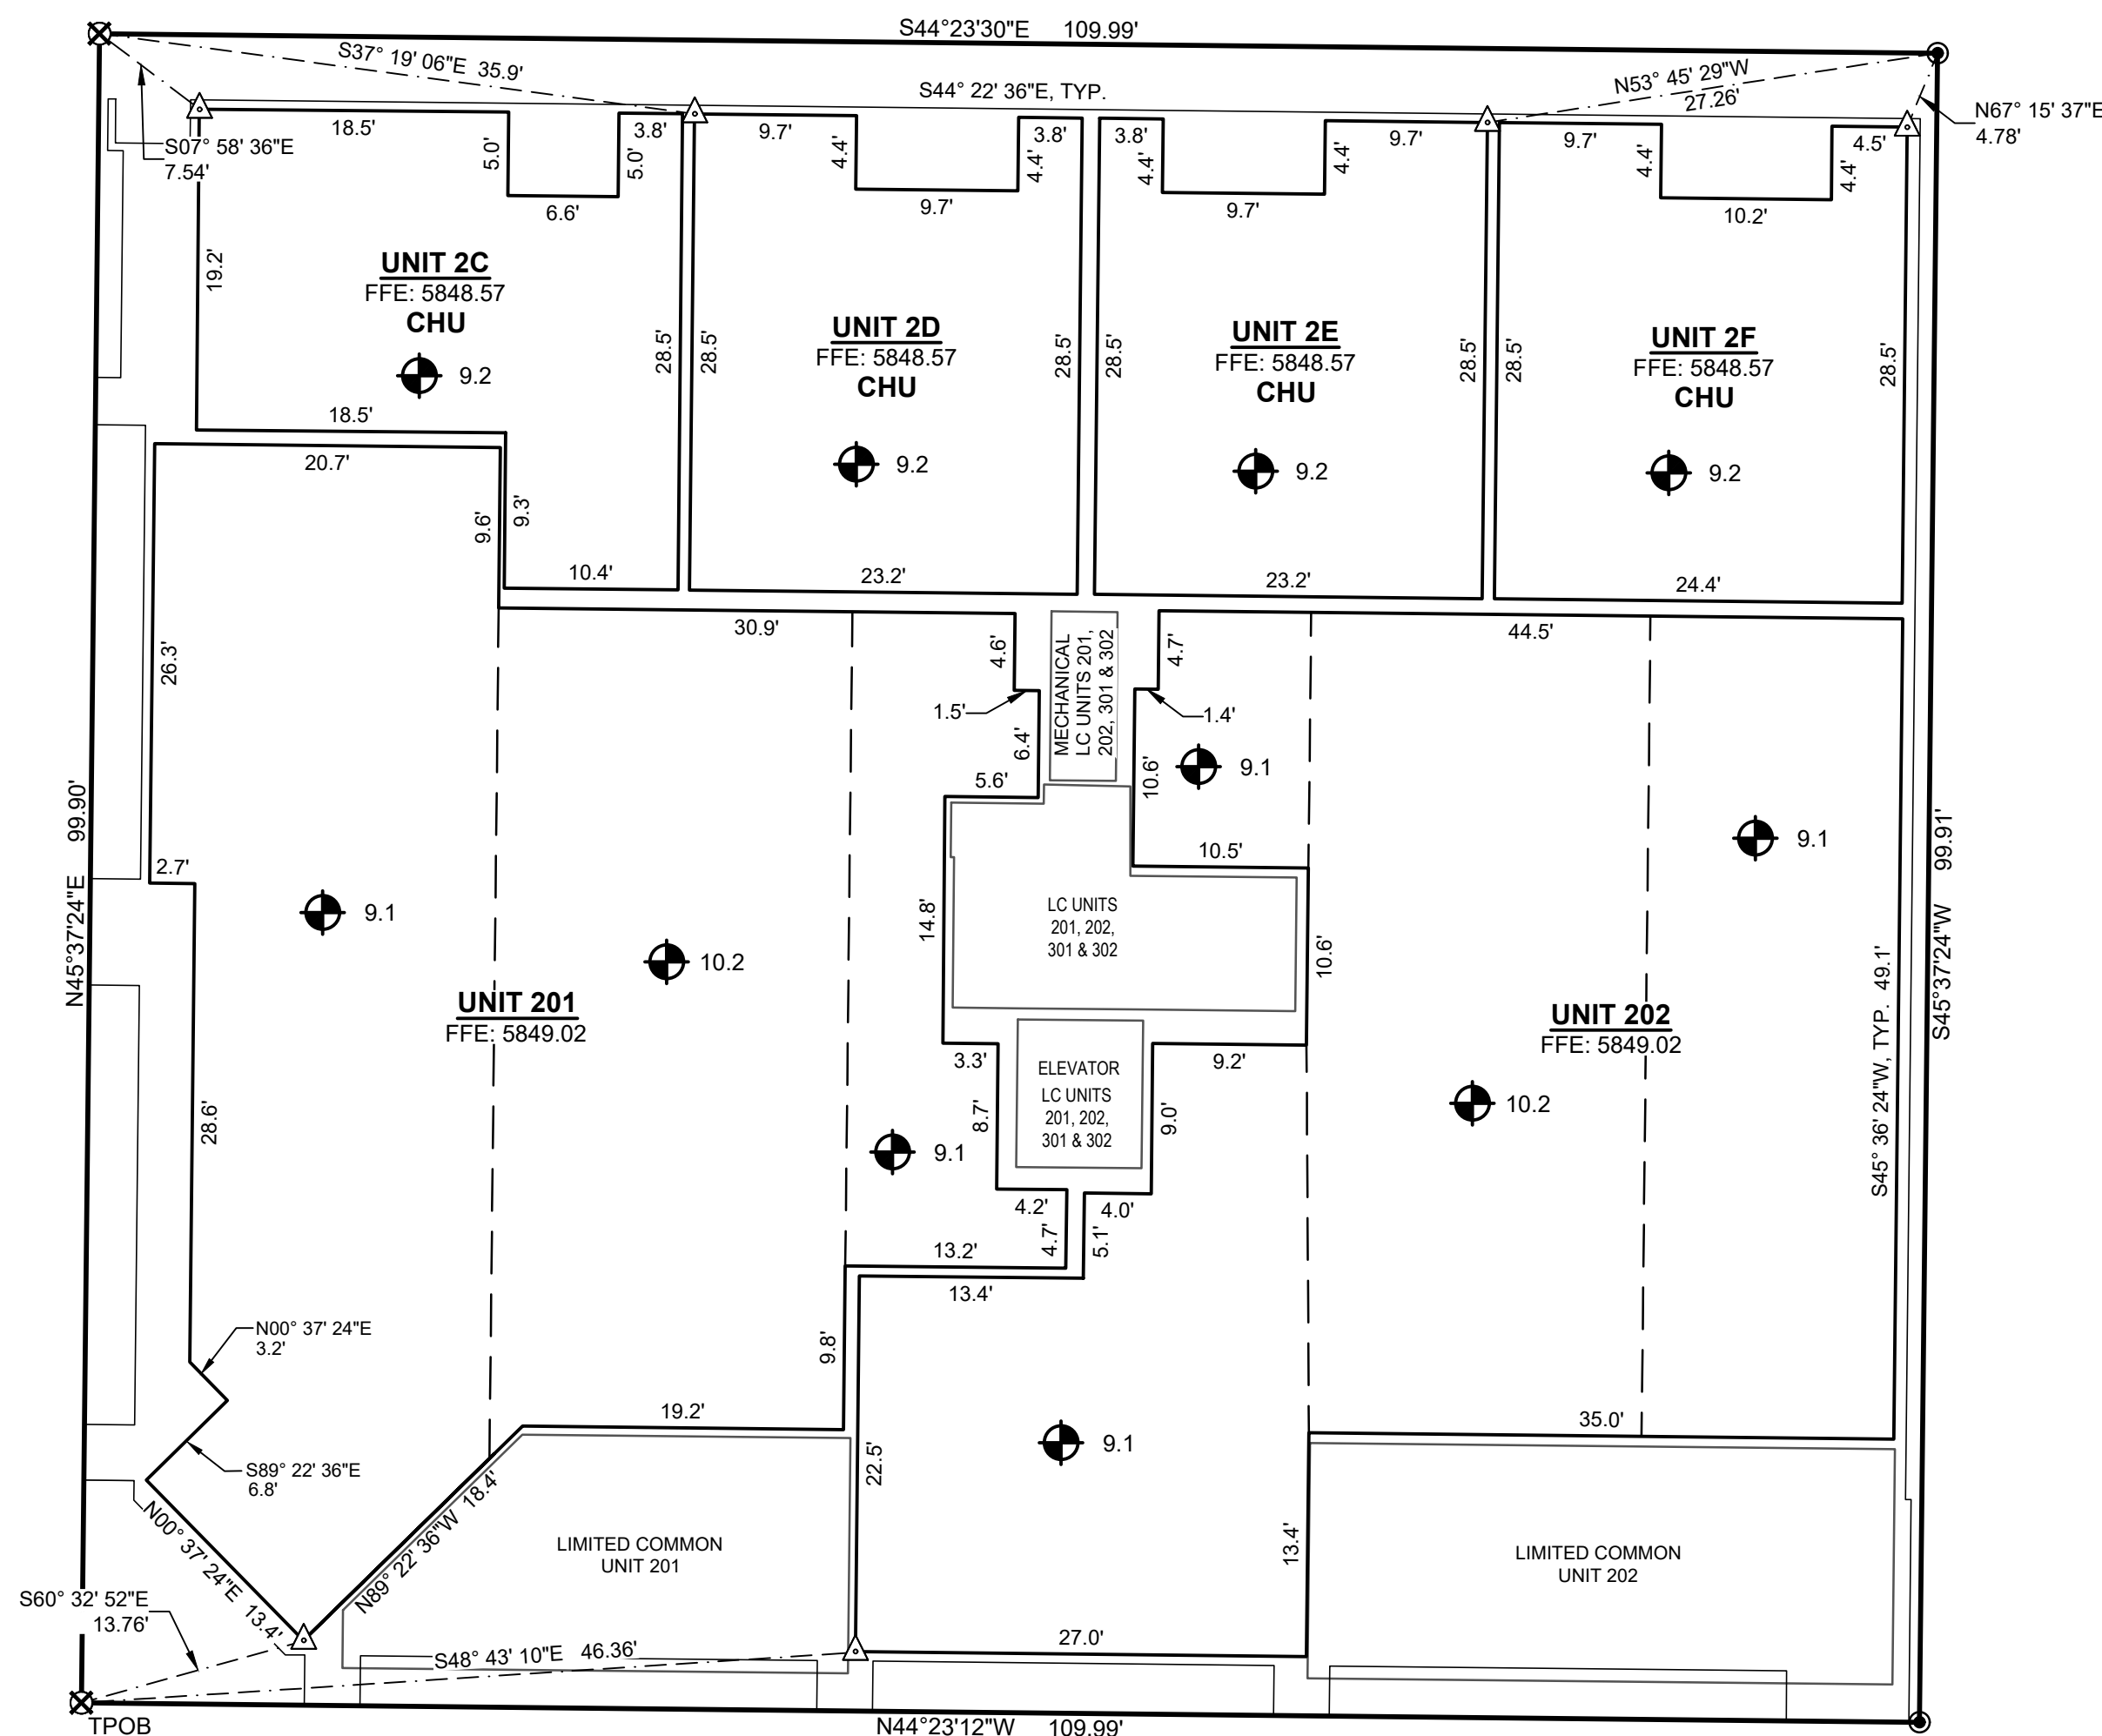 S44°23'30"E 109.99'
S37° 19' 06"E 35.9'
S44° 22' 36"E, TYP.
N53° 45' 29"W
27.26'
N67° 15' 37"E
4.78'
S07° 58' 36"E
7.54'
18.5'
5.0'
6.6'
5.0'
3.8'
19.2'
UNIT 2C
FFE: 5848.57
CHU
9.2
28.5'
18.5'
9.3'
10.4'
9.7'
4.4'
9.7'
4.4'
3.8'
28.5'
UNIT 2D
FFE: 5848.57
CHU
9.2
28.5'
23.2'
3.8'
4.4'
9.7'
4.4'
9.7'
28.5'
UNIT 2E
FFE: 5848.57
CHU
9.2
28.5'
23.2'
9.7'
4.4'
10.2'
4.4'
4.5'
28.5'
UNIT 2F
FFE: 5848.57
CHU
9.2
28.5'
24.4'
20.7'
9.6'
30.9'
26.3'
4.6'
1.5'
6.4'
5.6'
MECHANICAL
LC UNITS 201,
202, 301 & 302
4.7'
1.4'
44.5'
9.1
10.6'
10.5'
9.1
N45°37'24"E 99.90'
2.7'
9.1
10.2
14.8'
LC UNITS
201, 202,
301 & 302
10.6'
S45°37'24"W 99.91'
S45° 36' 24"W, TYP. 49.1'
UNIT 201
FFE: 5849.02
UNIT 202
FFE: 5849.02
3.3'
ELEVATOR
LC UNITS
201, 202,
301 & 302
9.2'
8.7'
9.0'
10.2
28.6'
9.1
4.2'
4.0'
4.7'
5.1'
13.2'
13.4'
N00° 37' 24"E
3.2'
9.8'
19.2'
35.0'
22.5'
9.1
S89° 22' 36"E
6.8'
N00° 37' 24"E 13.4'
N89° 22' 36"W 18.4'
LIMITED COMMON
UNIT 201
13.4'
LIMITED COMMON
UNIT 202
S60° 32' 52"E
13.76'
S48° 43' 10"E 46.36'
27.0'
TPOB
N44°23'12"W 109.99'